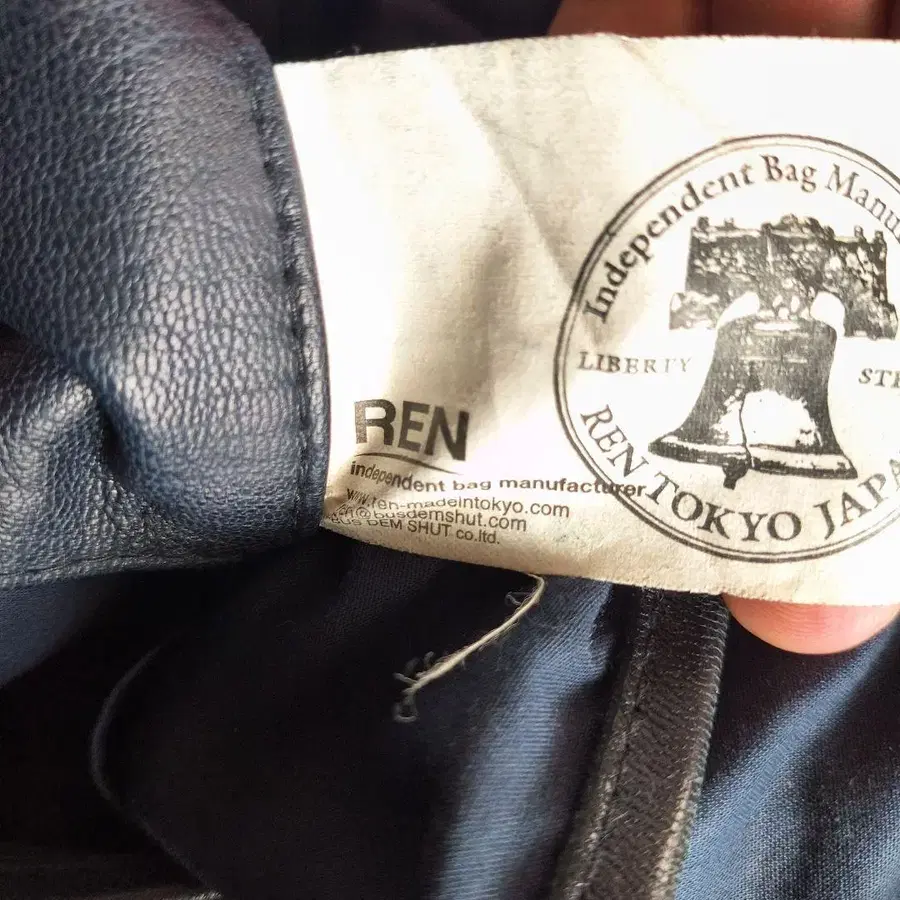 Independent Bag Manu
LIBERTY
STE
REN TOKYO JAPA
REN
independent bag manufacturer
www.ren-madeintokyo.com
ren@busdemshut.com
BUS DEM SHUT co.ltd.